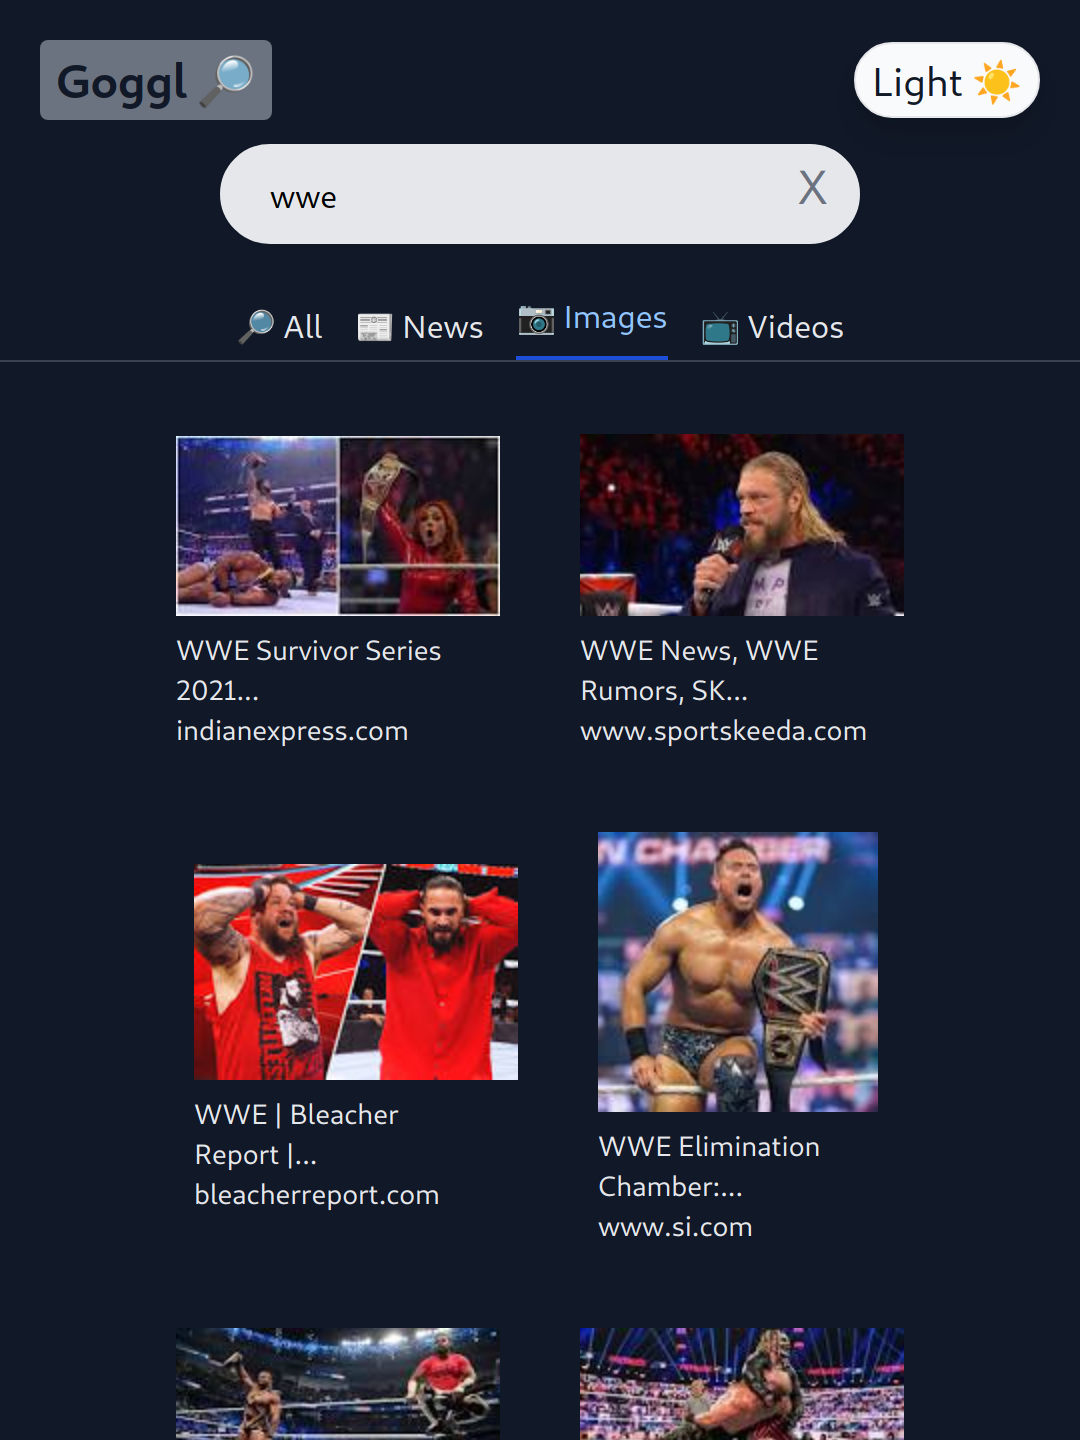 Goggl 🔎
Light ☀️
wwe
X
🔎 All 📰 News 📷 Images 📺 Videos
WWE Survivor Series
2021...
indianexpress.com
WWE News, WWE
Rumors, SK...
www.sportskeeda.com
N CHAMBER
WWE | Bleacher
Report |...
bleacherreport.com
WWE Elimination
Chamber:...
www.si.com